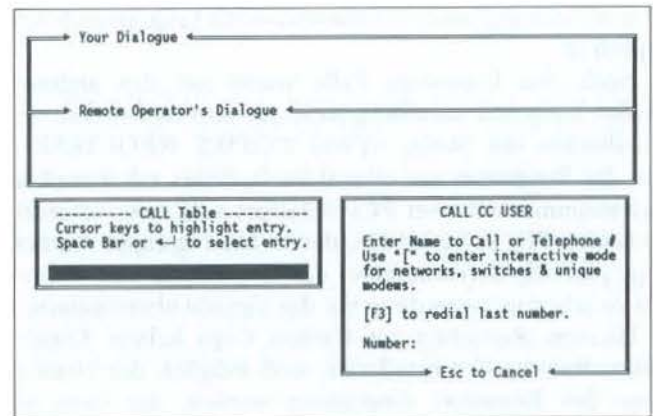 Your Dialogue
Remote Operator's Dialogue
CALL Table
Cursor keys to highlight entry.
Space Bar or ↵ to select entry.
CALL CC USER
Enter Name to Call or Telephone #
Use "[" to enter interactive mode
for networks, switches & unique
modems.
[F3] to redial last number.
Number:
Esc to Cancel